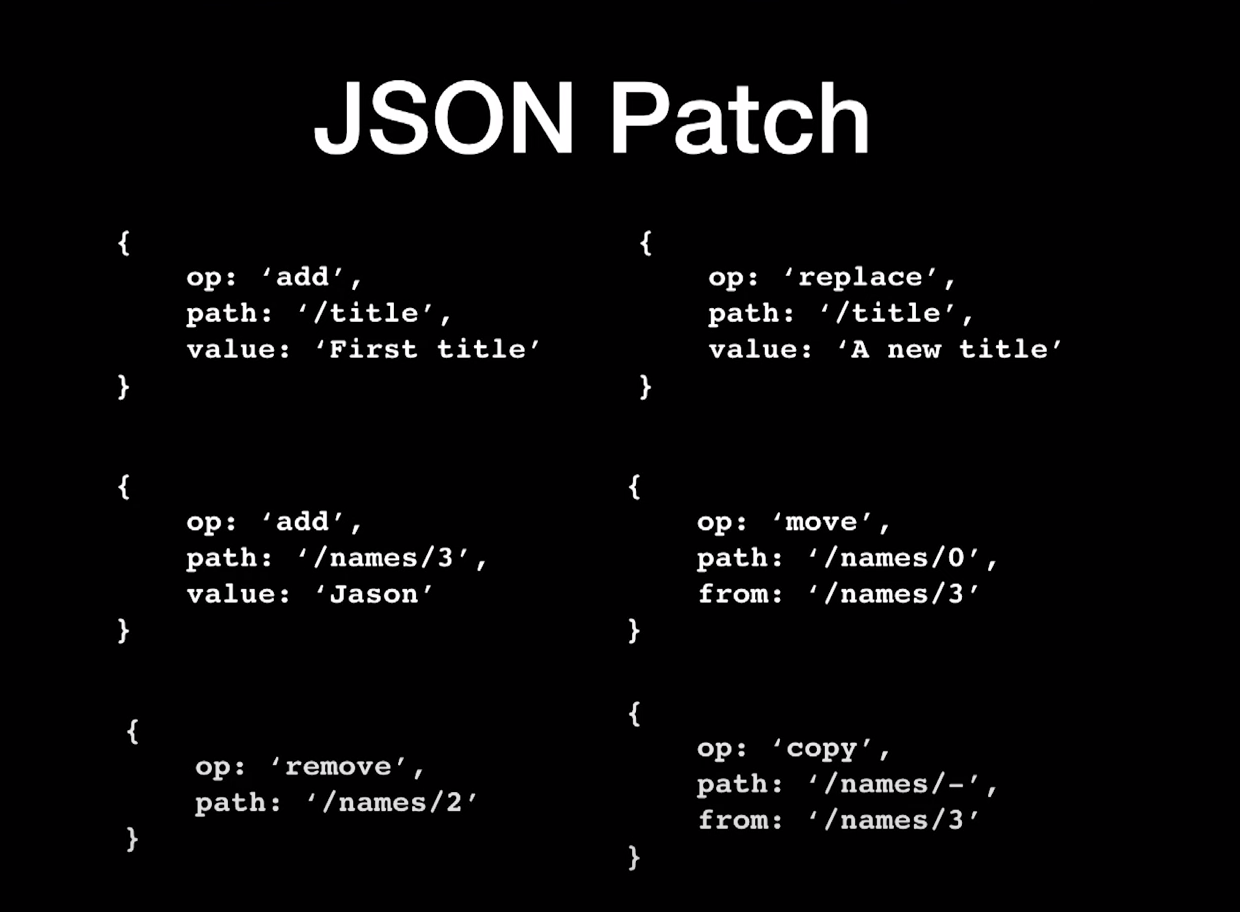 JSON Patch
{
op: ‘add’,
path: ‘/title’,
value: ‘First title’
}
{
op: ‘replace’,
path: ‘/title’,
value: ‘A new title’
}
{
op: ‘add’,
path: ‘/names/3’,
value: ‘Jason’
}
{
op: ‘move’,
path: ‘/names/0’,
from: ‘/names/3’
}
{
op: ‘remove’,
path: ‘/names/2’
}
{
op: ‘copy’,
path: ‘/names/-’,
from: ‘/names/3’
}